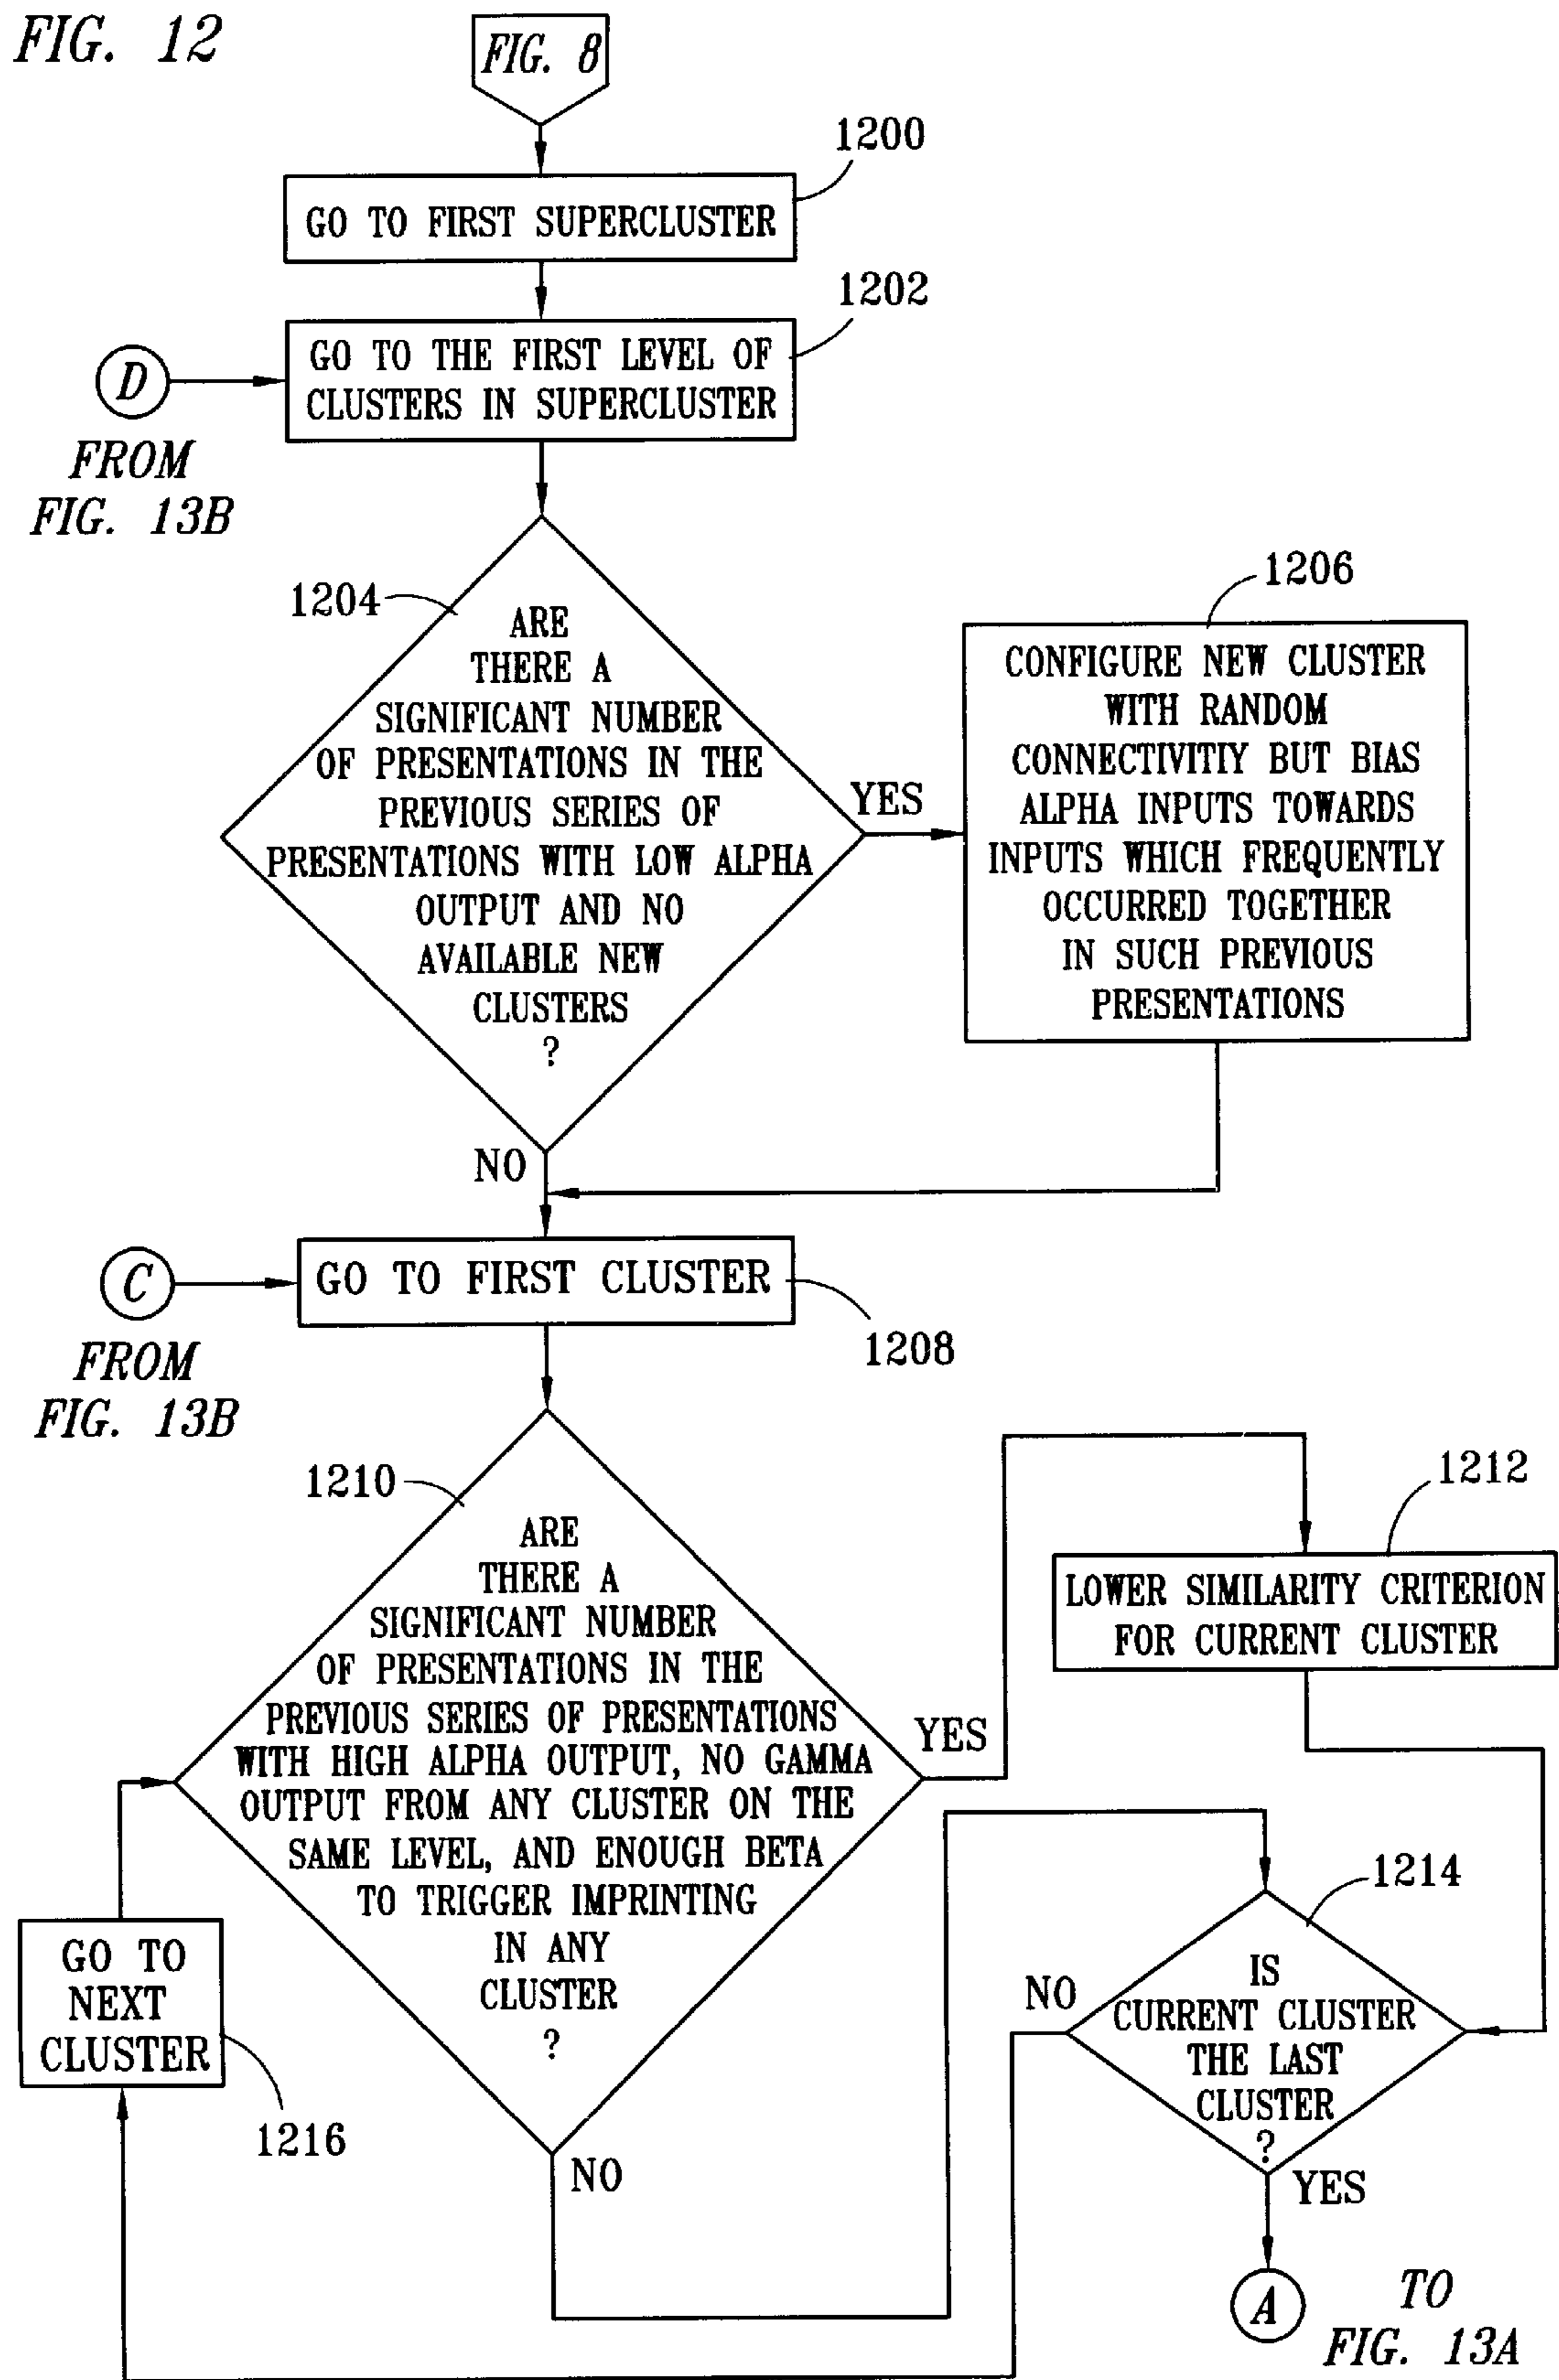 FIG. 12
FIG. 8
1200
GO TO FIRST SUPERCLUSTER
1202
GO TO THE FIRST LEVEL OF
CLUSTERS IN SUPERCLUSTER
D
FROM
FIG. 13B
1204
ARE
THERE A
SIGNIFICANT NUMBER
OF PRESENTATIONS IN THE
PREVIOUS SERIES OF
PRESENTATIONS WITH LOW ALPHA
OUTPUT AND NO
AVAILABLE NEW
CLUSTERS
?
YES
1206
CONFIGURE NEW CLUSTER
WITH RANDOM
CONNECTIVITIY BUT BIAS
ALPHA INPUTS TOWARDS
INPUTS WHICH FREQUENTLY
OCCURRED TOGETHER
IN SUCH PREVIOUS
PRESENTATIONS
NO
C
FROM
FIG. 13B
GO TO FIRST CLUSTER
1208
1210
ARE
THERE A
SIGNIFICANT NUMBER
OF PRESENTATIONS IN THE
PREVIOUS SERIES OF PRESENTATIONS
WITH HIGH ALPHA OUTPUT, NO GAMMA
OUTPUT FROM ANY CLUSTER ON THE
SAME LEVEL, AND ENOUGH BETA
TO TRIGGER IMPRINTING
IN ANY
CLUSTER
?
YES
1212
LOWER SIMILARITY CRITERION
FOR CURRENT CLUSTER
NO
1214
IS
CURRENT CLUSTER
THE LAST
CLUSTER
?
NO
YES
GO TO
NEXT
CLUSTER
1216
A
TO
FIG. 13A